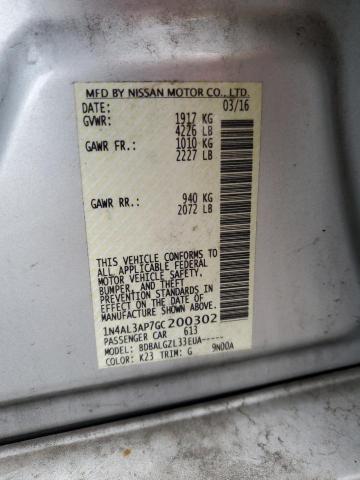 MFD BY NISSAN MOTOR CO., LTD.
DATE: 03/16
GVWR: 1917 KG
4226 LB
GAWR FR.: 1010 KG
2227 LB
GAWR RR.: 940 KG
2072 LB
THIS VEHICLE CONFORMS TO
ALL APPLICABLE FEDERAL
MOTOR VEHICLE SAFETY,
BUMPER, AND THEFT
PREVENTION STANDARDS IN
EFFECT ON THE DATE OF
MANUFACTURE SHOWN ABOVE.
1N4AL3AP7GC200302
PASSENGER CAR 613
MODEL: BDBALGZL33EUA-----
COLOR: K23 TRIM: G 9N00A